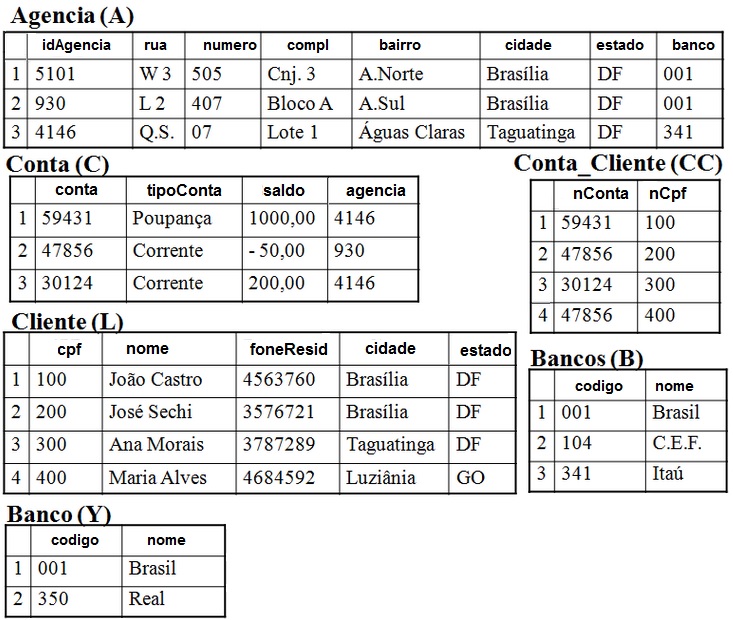 Agencia (A)
idAgencia rua numero compl bairro cidade estado banco
1 5101 W 3 505 Cnj. 3 A.Norte Brasília DF 001
2 930 L 2 407 Bloco A A.Sul Brasília DF 001
3 4146 Q.S. 07 Lote 1 Águas Claras Taguatinga DF 341
Conta (C)
conta tipoConta saldo agencia
1 59431 Poupança 1000,00 4146
2 47856 Corrente - 50,00 930
3 30124 Corrente 200,00 4146
Conta_Cliente (CC)
nConta nCpf
1 59431 100
2 47856 200
3 30124 300
4 47856 400
Cliente (L)
cpf nome foneResid cidade estado
1 100 João Castro 4563760 Brasília DF
2 200 José Sechi 3576721 Brasília DF
3 300 Ana Morais 3787289 Taguatinga DF
4 400 Maria Alves 4684592 Luziânia GO
Bancos (B)
codigo nome
1 001 Brasil
2 104 C.E.F.
3 341 Itaú
Banco (Y)
codigo nome
1 001 Brasil
2 350 Real